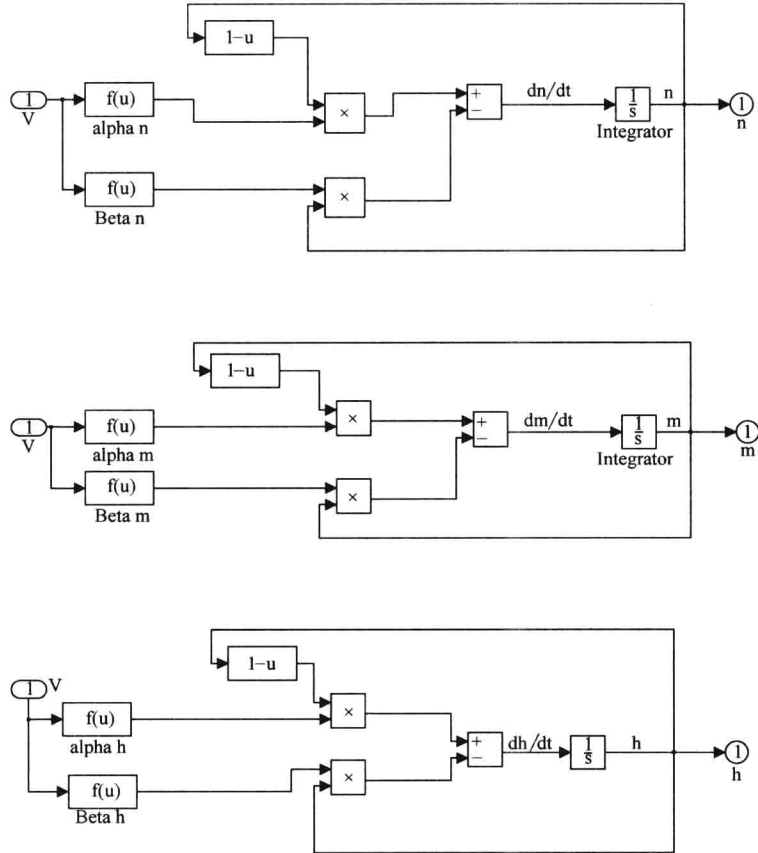 1−u
1
V
f(u)
alpha n
×
+
−
dn/dt
1
s
Integrator
n
1
n
f(u)
Beta n
×
1−u
1
V
f(u)
alpha m
×
+
−
dm/dt
1
s
Integrator
m
1
m
f(u)
Beta m
×
1−u
1
V
f(u)
alpha h
×
+
−
dh/dt
1
s
h
1
h
f(u)
Beta h
×